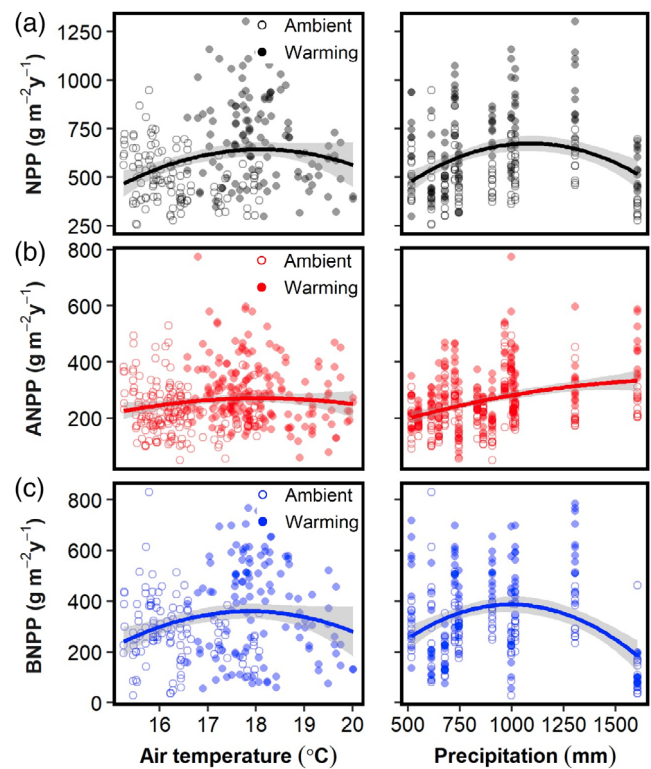 (a)
1250
1000
750
500
250
NPP (g m⁻² y⁻¹)
Ambient
Warming
(b)
800
600
400
200
ANPP (g m⁻² y⁻¹)
Ambient
Warming
(c)
800
600
400
200
0
BNPP (g m⁻² y⁻¹)
Ambient
Warming
16 17 18 19 20
Air temperature (°C)
500 750 1000 1250 1500
Precipitation (mm)